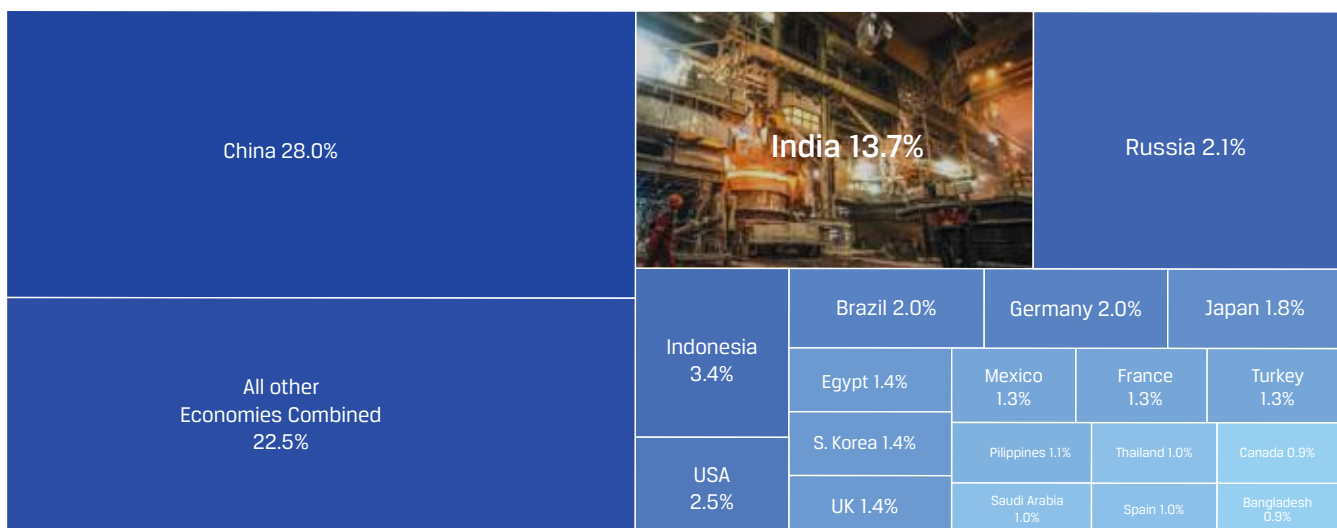 China 28.0%
India 13.7%
Russia 2.1%
All other
Economies Combined
22.5%
Indonesia
3.4%
USA
2.5%
Brazil 2.0%
Germany 2.0%
Japan 1.8%
Egypt 1.4%
S. Korea 1.4%
UK 1.4%
Mexico
1.3%
France
1.3%
Turkey
1.3%
Pilippines 1.1%
Thailand 1.0%
Canada 0.9%
Saudi Arabia
1.0%
Spain 1.0%
Bangladesh
0.9%